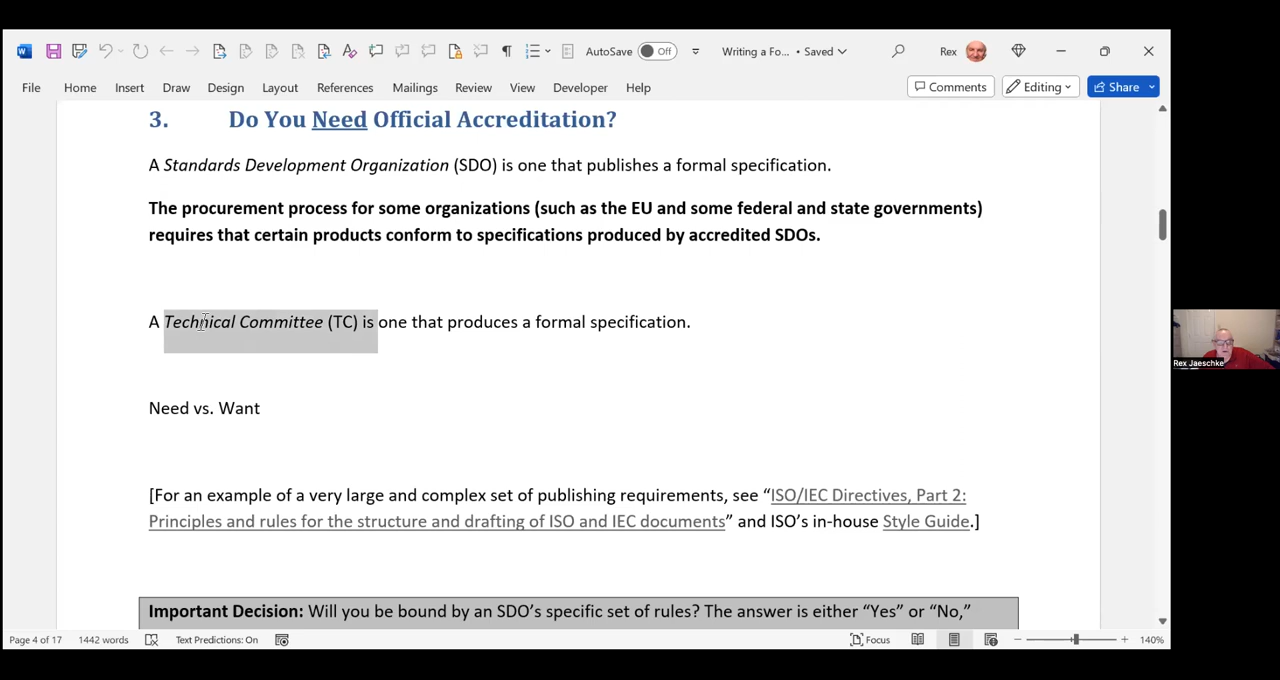 AutoSave Off Writing a Fo... • Saved Rex
File Home Insert Draw Design Layout References Mailings Review View Developer Help Comments Editing Share
3. Do You Need Official Accreditation?
A Standards Development Organization (SDO) is one that publishes a formal specification.
The procurement process for some organizations (such as the EU and some federal and state governments)
requires that certain products conform to specifications produced by accredited SDOs.
A Technical Committee (TC) is one that produces a formal specification.
Need vs. Want
[For an example of a very large and complex set of publishing requirements, see “ISO/IEC Directives, Part 2:
Principles and rules for the structure and drafting of ISO and IEC documents” and ISO’s in-house Style Guide.]
Important Decision: Will you be bound by an SDO’s specific set of rules? The answer is either “Yes” or “No,”
Page 4 of 17 1442 words Text Predictions: On Focus 140%
Rex Jaeschke